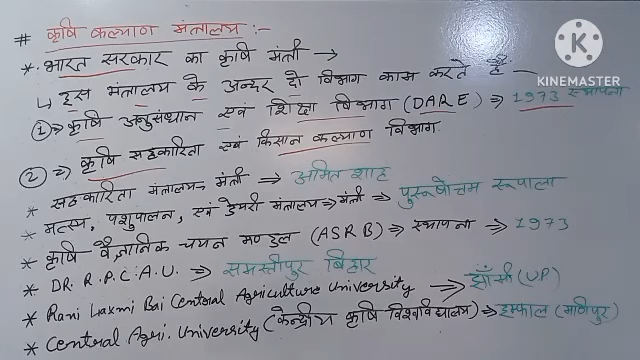 # कृषि कल्याण मंत्रालय :-
* भारत सरकार का कृषि मंत्री →
↳ इस मंत्रालय के अन्दर दो विभाग काम करते हैं -
① ⇒ कृषि अनुसंधान एवं शिक्षा विभाग (DARE) ⇒ 1973 स्थापना
② ⇒ कृषि सहकारिता एवं किसान कल्याण विभाग
* सहकारिता मंत्रालय मंत्री ⇒ अमित शाह
* मत्स्य, पशुपालन, एवं डेयरी मंत्रालय ⇒ मंत्री ⇒ पुरूषोत्तम रूपाला
* कृषि वैज्ञानिक चयन मण्डल (ASRB) ⇒ स्थापना ⇒ 1973
* DR. R.P.C.A.U. ⇒ समस्तीपुर बिहार
* Rani Laxmi Bai Central Agriculture University ⇒ झाँसी (UP)
* Central Agri. University (केन्द्रीय कृषि विश्वविद्यालय) ⇒ इम्फाल (मणिपुर)
KINEMASTER